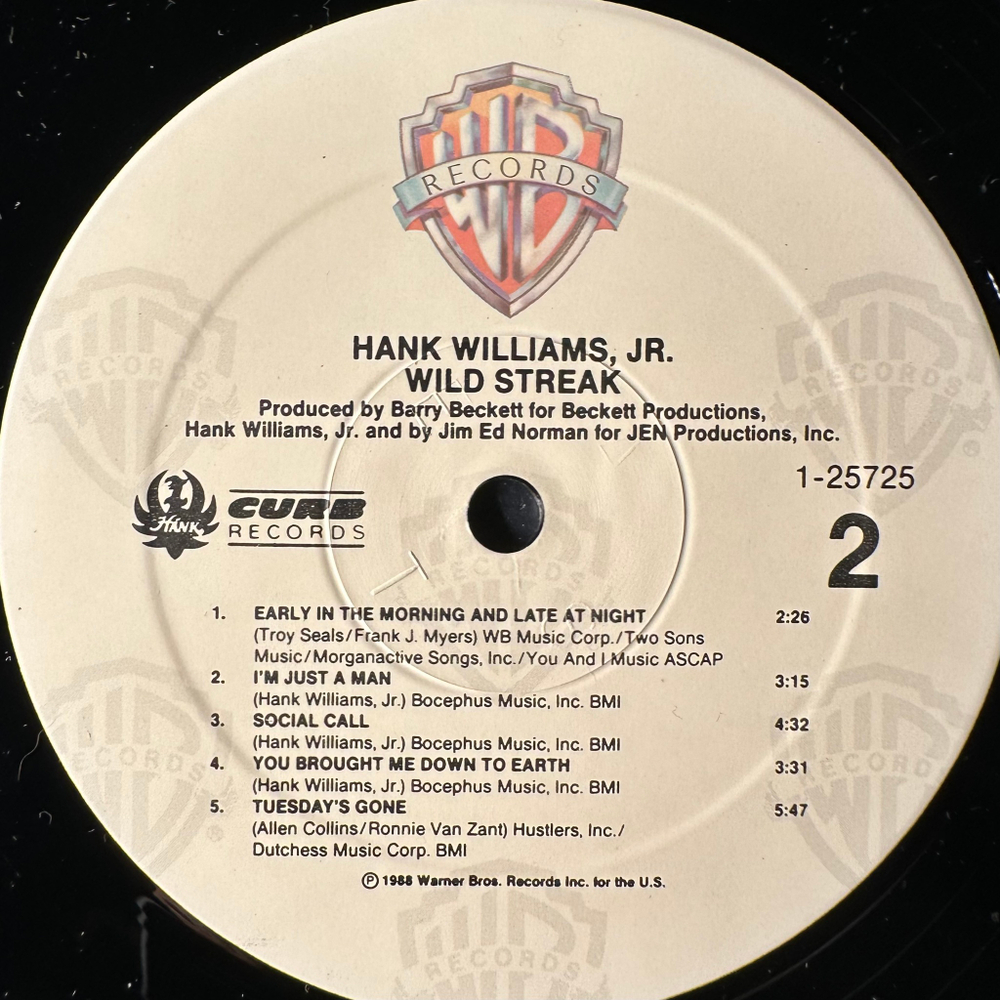 WB
RECORDS
HANK WILLIAMS, JR.
WILD STREAK
Produced by Barry Beckett for Beckett Productions,
Hank Williams, Jr. and by Jim Ed Norman for JEN Productions, Inc.
1-25725
HANK
CURB
RECORDS
2
1. EARLY IN THE MORNING AND LATE AT NIGHT 2:26
(Troy Seals/Frank J. Myers) WB Music Corp./Two Sons
Music/Morganactive Songs, Inc./You And I Music ASCAP
2. I'M JUST A MAN 3:15
(Hank Williams, Jr.) Bocephus Music, Inc. BMI
3. SOCIAL CALL 4:32
(Hank Williams, Jr.) Bocephus Music, Inc. BMI
4. YOU BROUGHT ME DOWN TO EARTH 3:31
(Hank Williams, Jr.) Bocephus Music, Inc. BMI
5. TUESDAY'S GONE 5:47
(Allen Collins/Ronnie Van Zant) Hustlers, Inc./
Dutchess Music Corp. BMI
Ⓟ 1988 Warner Bros. Records Inc. for the U.S.